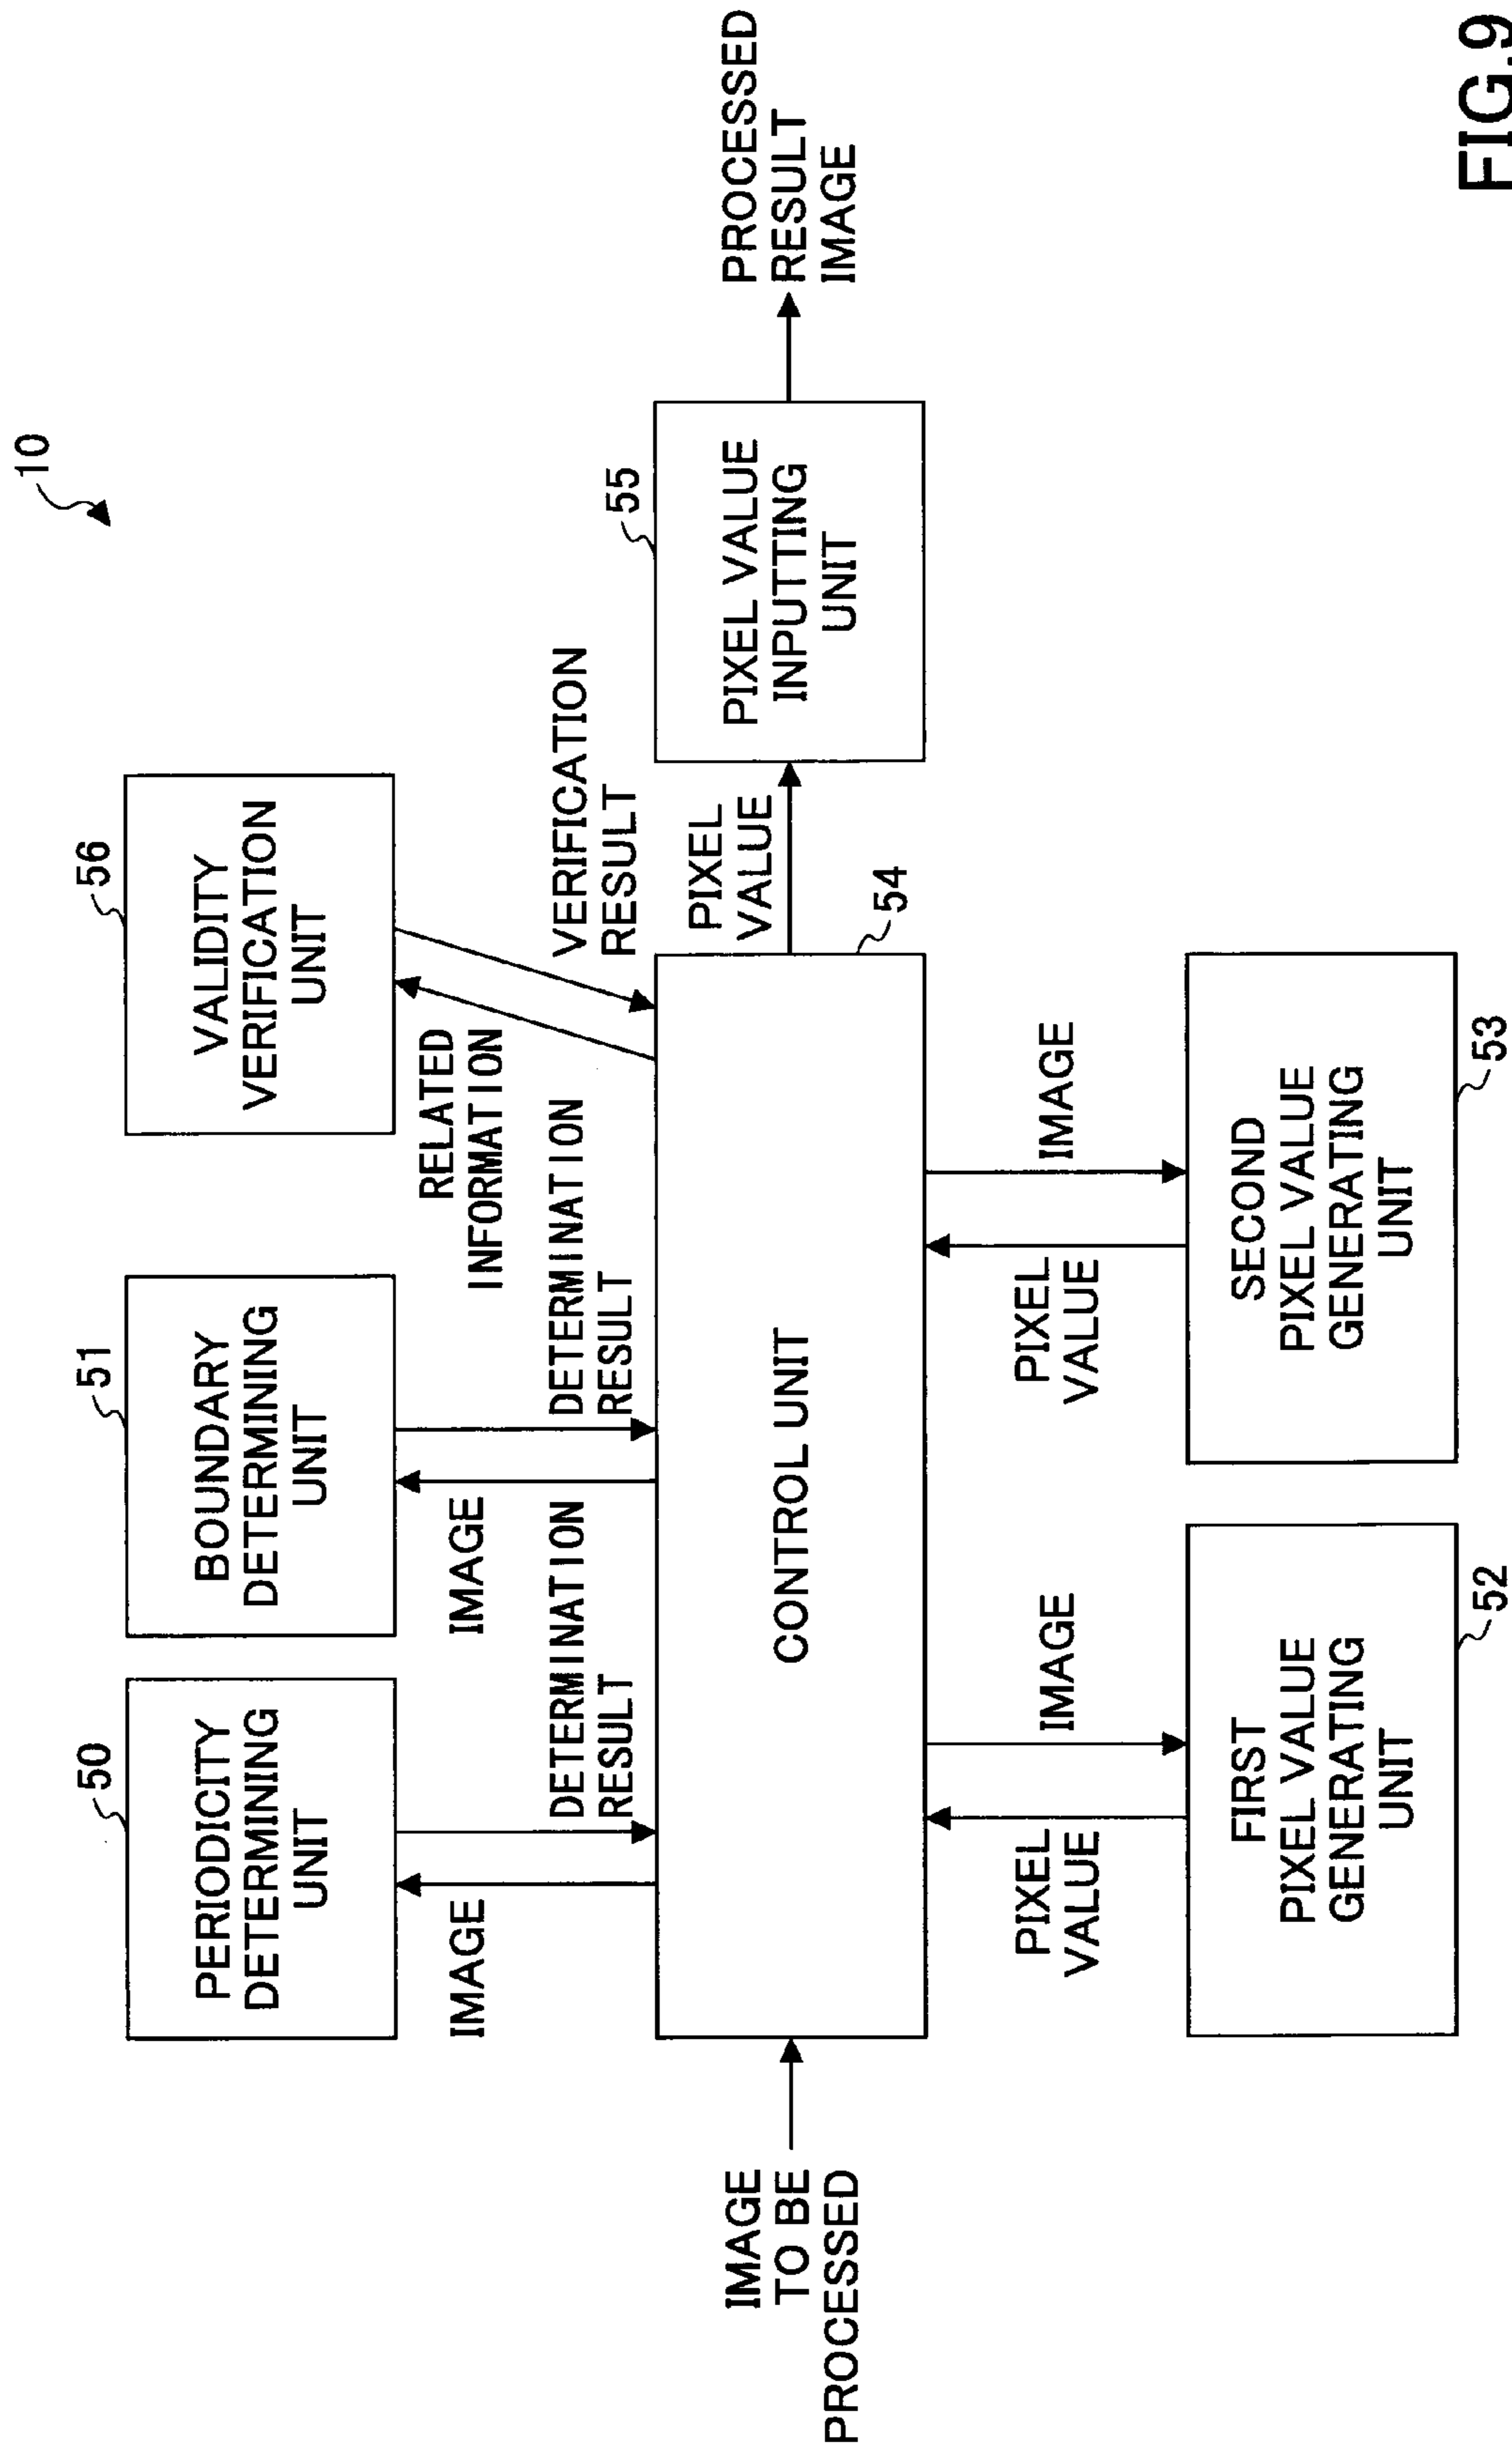 10
50
PERIODICITY
DETERMINING
UNIT
51
BOUNDARY
DETERMINING
UNIT
56
VALIDITY
VERIFICATION
UNIT
IMAGE
DETERMINATION
RESULT
IMAGE
DETERMINATION
RESULT
RELATED
INFORMATION
VERIFICATION
RESULT
IMAGE
TO BE
PROCESSED
CONTROL UNIT
54
PIXEL
VALUE
55
PIXEL VALUE
INPUTTING
UNIT
PROCESSED
RESULT
IMAGE
PIXEL
VALUE
IMAGE
PIXEL
VALUE
IMAGE
FIRST
PIXEL VALUE
GENERATING
UNIT
52
SECOND
PIXEL VALUE
GENERATING
UNIT
53
FIG.9